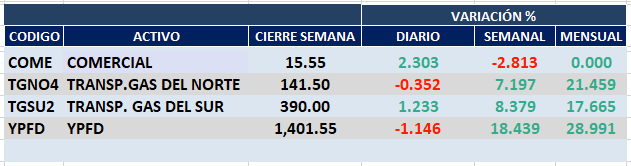 VARIACIÓN %
CODIGO ACTIVO CIERRE SEMANA DIARIO SEMANAL MENSUAL
COME COMERCIAL 15.55 2.303 -2.813 0.000
TGNO4 TRANSP.GAS DEL NORTE 141.50 -0.352 7.197 21.459
TGSU2 TRANSP. GAS DEL SUR 390.00 1.233 8.379 17.665
YPFD YPFD 1,401.55 -1.146 18.439 28.991